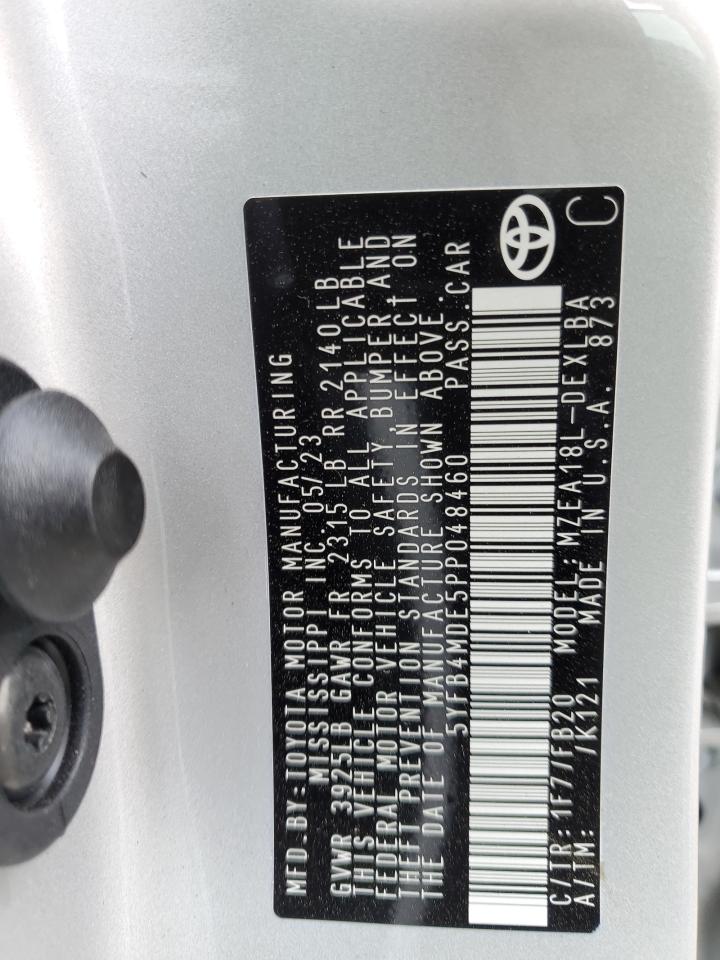 MFD.BY:TOYOTA MOTOR MANUFACTURING
MISSISSIPPI INC. 05/23
GVWR 3925LB GAWR FR 2315LB RR 2140LB
THIS VEHICLE CONFORMS TO ALL APPLICABLE
FEDERAL MOTOR VEHICLE SAFETY,BUMPER AND
THEFT PREVENTION STANDARDS IN EFFECT ON
THE DATE OF MANUFACTURE SHOWN ABOVE.
5YFB4MDE5PP048460 PASS.CAR
C/TR:1F7/FB20 MODEL:MZEA18L-DEXLBA
A/TM: /K121 MADE IN U.S.A. 873
C